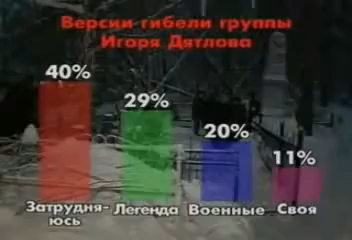 Версии гибели группы
Игоря Дятлова
40%
29%
20%
11%
Затрудня-
юсь
Легенда
Военные
Своя